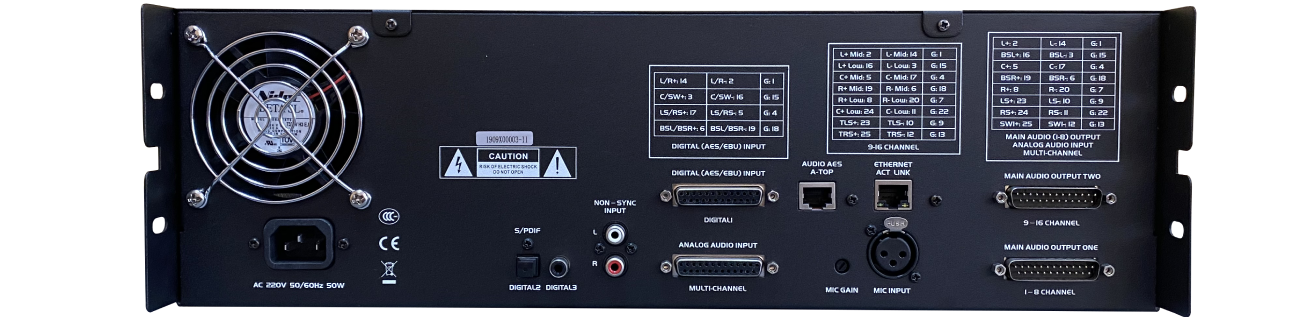 Nidec
BETA V
1909X00003-11
CAUTION
RISK OF ELECTRIC SHOCK
DO NOT OPEN
AC 220V 50/60Hz 50W
CCC
CE
S/PDIF
DIGITAL2 DIGITAL3
NON-SYNC
INPUT
L
R
L/R+: 14 L/R-: 2 G: 1
C/SW+: 3 C/SW-: 16 G: 15
LS/RS+: 17 LS/RS-: 5 G: 4
BSL/BSR+: 6 BSL/BSR-: 19 G: 18
DIGITAL (AES/EBU) INPUT
DIGITAL (AES/EBU) INPUT
DIGITAL1
ANALOG AUDIO INPUT
MULTI-CHANNEL
L+ Mid: 2 L- Mid: 14 G: 1
L+ Low: 16 L- Low: 3 G: 15
C+ Mid: 5 C- Mid: 17 G: 4
R+ Mid: 19 R- Mid: 6 G: 18
R+ Low: 8 R- Low: 20 G: 7
C+ Low: 24 C- Low: 11 G: 22
TLS+: 23 TLS-: 10 G: 9
TRS+: 25 TRS-: 12 G: 13
9-16 CHANNEL
AUDIO AES
A-TOP
ETHERNET
ACT LINK
PUSH
MIC GAIN
MIC INPUT
L+: 2 L-: 14 G: 1
BSL+: 16 BSL-: 3 G: 15
C+: 5 C-: 17 G: 4
BSR+: 19 BSR-: 6 G: 18
R+: 8 R-: 20 G: 7
LS+: 23 LS-: 10 G: 9
RS+: 24 RS-: 11 G: 22
SW1+: 25 SW1-: 12 G: 13
MAIN AUDIO (1-8) OUTPUT
ANALOG AUDIO INPUT
MULTI-CHANNEL
MAIN AUDIO OUTPUT TWO
9-16 CHANNEL
MAIN AUDIO OUTPUT ONE
1-8 CHANNEL